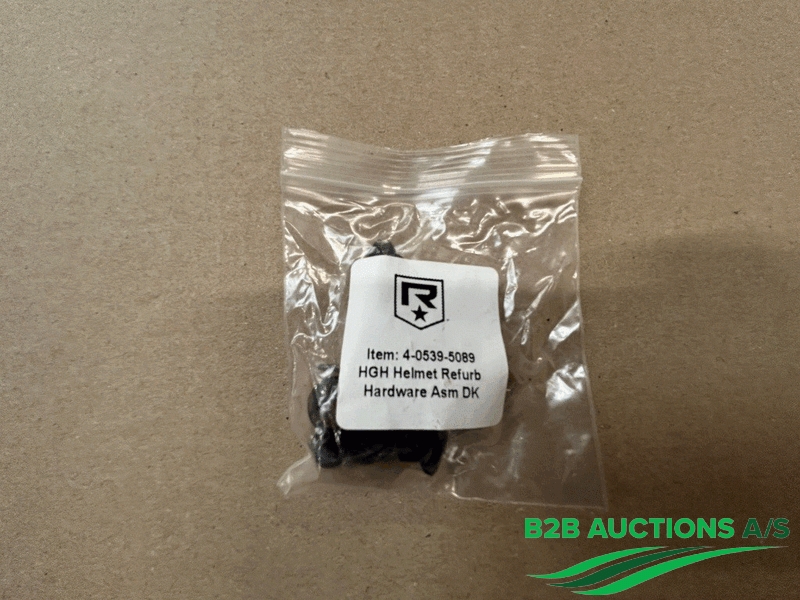 R
Item: 4-0539-5089
HGH Helmet Refurb
Hardware Asm DK
B2B AUCTIONS A/S